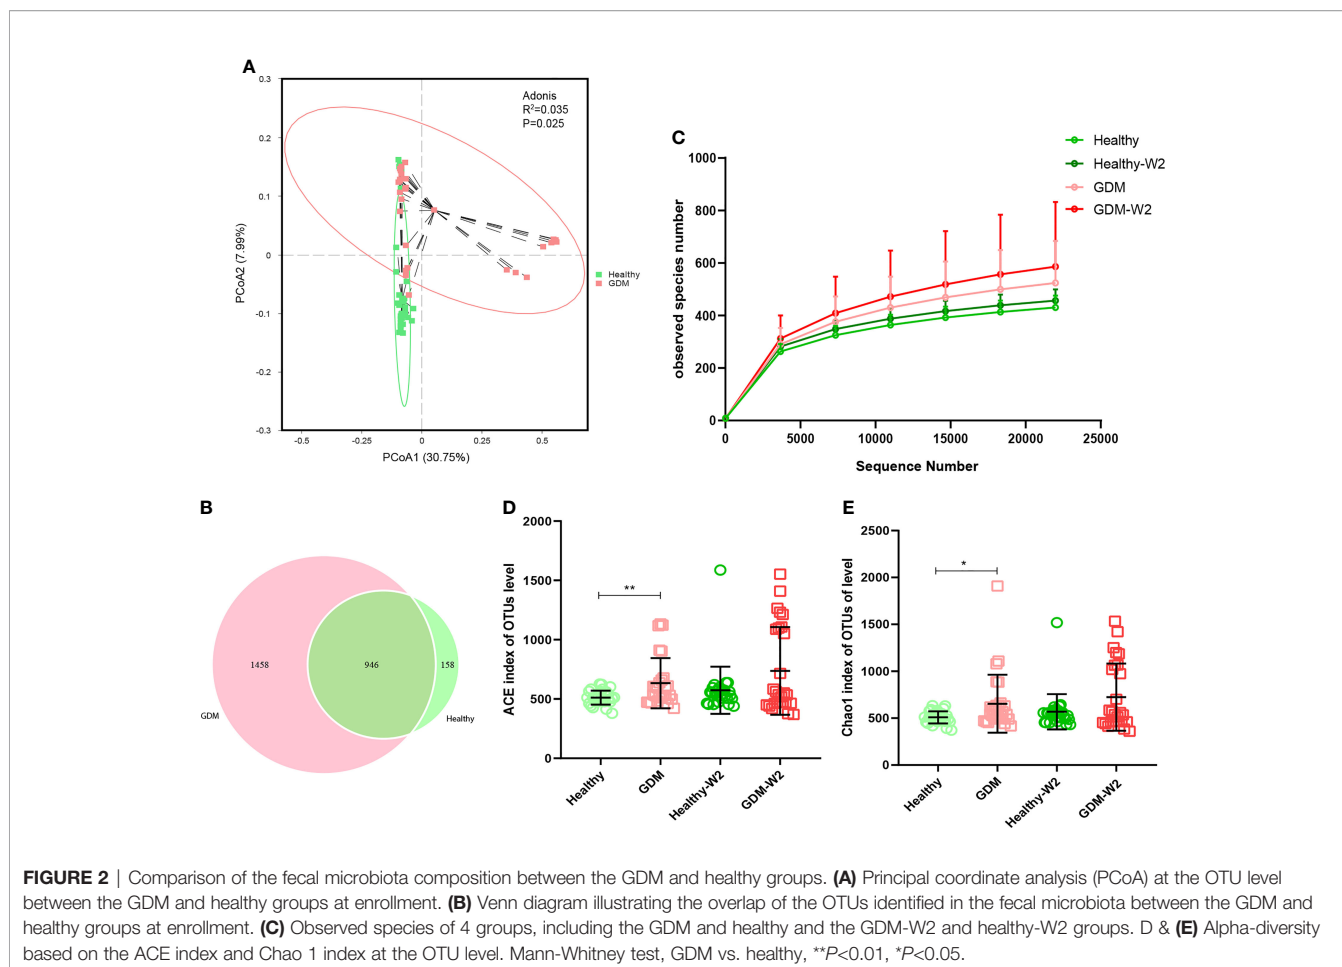 A
0.3
0.2
0.1
0
-0.1
-0.2
-0.3
-0.5
-0.25
0
0.25
0.5
PCoA1 (30.75%)
PCoA2 (7.99%)
Adonis
R²=0.035
P=0.025
Healthy
GDM
C
Healthy
Healthy-W2
GDM
GDM-W2
1000
800
600
400
200
0
0
5000
10000
15000
20000
25000
Sequence Number
observed species number
B
1458
946
158
GDM
Healthy
D
2000
1500
1000
500
0
ACE index of OTUs level
**
Healthy
GDM
Healthy-W2
GDM-W2
E
2500
2000
1500
1000
500
0
Chao1 index of OTUs of level
*
Healthy
GDM
Healthy-W2
GDM-W2
FIGURE 2 | Comparison of the fecal microbiota composition between the GDM and healthy groups. (A) Principal coordinate analysis (PCoA) at the OTU level
between the GDM and healthy groups at enrollment. (B) Venn diagram illustrating the overlap of the OTUs identified in the fecal microbiota between the GDM and
healthy groups at enrollment. (C) Observed species of 4 groups, including the GDM and healthy and the GDM-W2 and healthy-W2 groups. D & (E) Alpha-diversity
based on the ACE index and Chao 1 index at the OTU level. Mann-Whitney test, GDM vs. healthy, **P<0.01, *P<0.05.